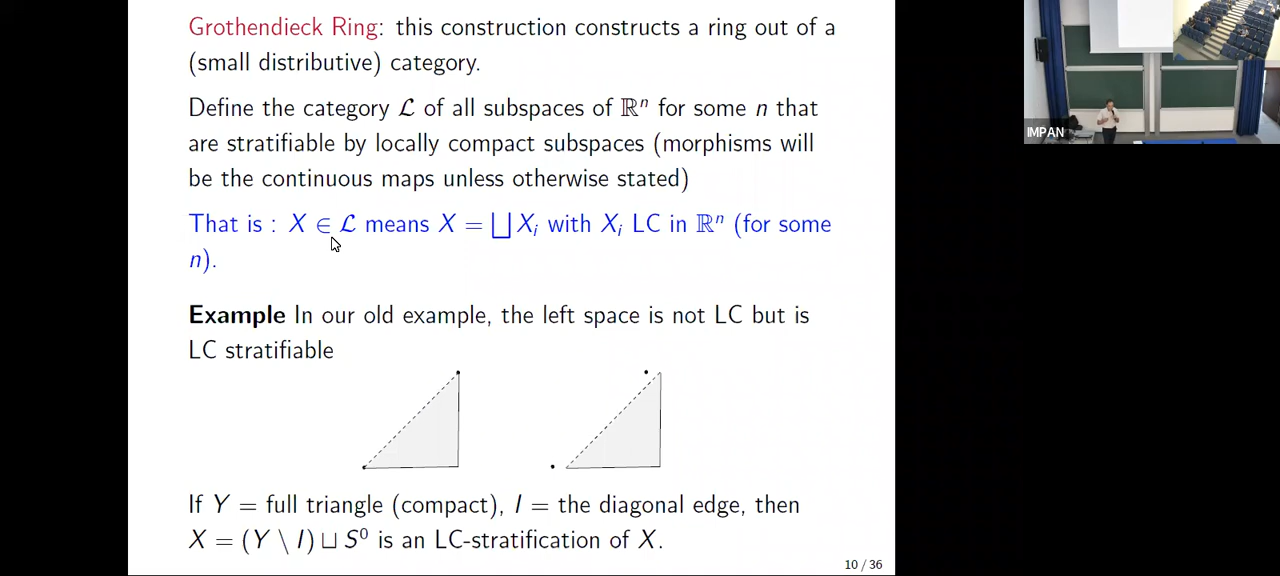 Grothendieck Ring: this construction constructs a ring out of a
(small distributive) category.
Define the category ℒ of all subspaces of ℝⁿ for some n that
are stratifiable by locally compact subspaces (morphisms will
be the continuous maps unless otherwise stated)
That is : X ∈ ℒ means X = ⨆ Xᵢ with Xᵢ LC in ℝⁿ (for some
n).
Example In our old example, the left space is not LC but is
LC stratifiable
If Y = full triangle (compact), I = the diagonal edge, then
X = (Y \ I) ⊔ S⁰ is an LC-stratification of X.
10 / 36
IMPAN